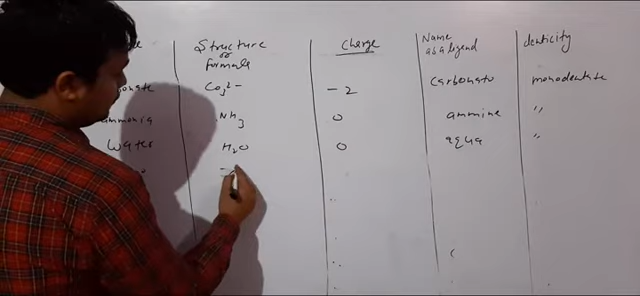 Structure or formula
Charge
Name as a ligand
denticity
Co₃²⁻
-2
Carbonato
monodentate
ammonia
NH₃
0
ammine
"
Water
H₂O
0
aqua
"